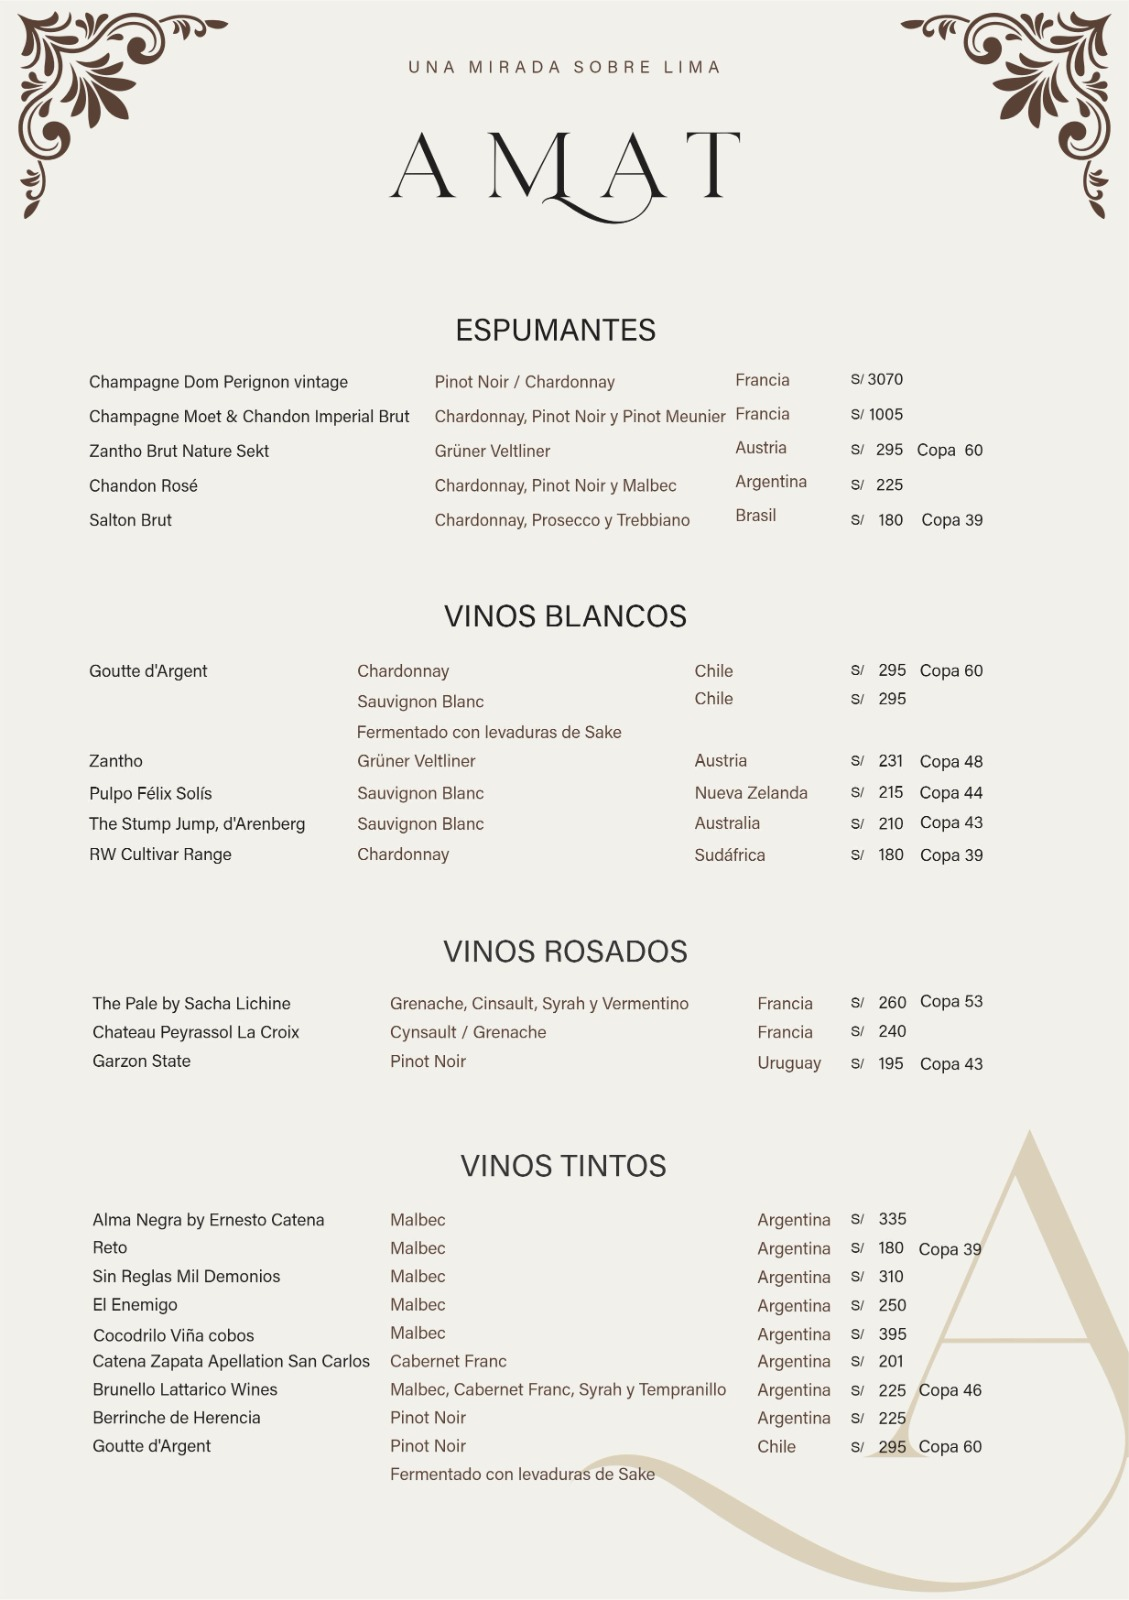 UNA MIRADA SOBRE LIMA
AMAT
ESPUMANTES
Champagne Dom Perignon vintage Pinot Noir / Chardonnay Francia S/ 3070
Champagne Moet & Chandon Imperial Brut Chardonnay, Pinot Noir y Pinot Meunier Francia S/ 1005
Zantho Brut Nature Sekt Grüner Veltliner Austria S/ 295 Copa 60
Chandon Rosé Chardonnay, Pinot Noir y Malbec Argentina S/ 225
Salton Brut Chardonnay, Prosecco y Trebbiano Brasil S/ 180 Copa 39
VINOS BLANCOS
Goutte d'Argent Chardonnay Chile S/ 295 Copa 60
Sauvignon Blanc Chile S/ 295
Fermentado con levaduras de Sake
Zantho Grüner Veltliner Austria S/ 231 Copa 48
Pulpo Félix Solís Sauvignon Blanc Nueva Zelanda S/ 215 Copa 44
The Stump Jump, d'Arenberg Sauvignon Blanc Australia S/ 210 Copa 43
RW Cultivar Range Chardonnay Sudáfrica S/ 180 Copa 39
VINOS ROSADOS
The Pale by Sacha Lichine Grenache, Cinsault, Syrah y Vermentino Francia S/ 260 Copa 53
Chateau Peyrassol La Croix Cynsault / Grenache Francia S/ 240
Garzon State Pinot Noir Uruguay S/ 195 Copa 43
VINOS TINTOS
Alma Negra by Ernesto Catena Malbec Argentina S/ 335
Reto Malbec Argentina S/ 180 Copa 39
Sin Reglas Mil Demonios Malbec Argentina S/ 310
El Enemigo Malbec Argentina S/ 250
Cocodrilo Viña cobos Malbec Argentina S/ 395
Catena Zapata Apellation San Carlos Cabernet Franc Argentina S/ 201
Brunello Lattarico Wines Malbec, Cabernet Franc, Syrah y Tempranillo Argentina S/ 225 Copa 46
Berrinche de Herencia Pinot Noir Argentina S/ 225
Goutte d'Argent Pinot Noir Chile S/ 295 Copa 60
Fermentado con levaduras de Sake
A